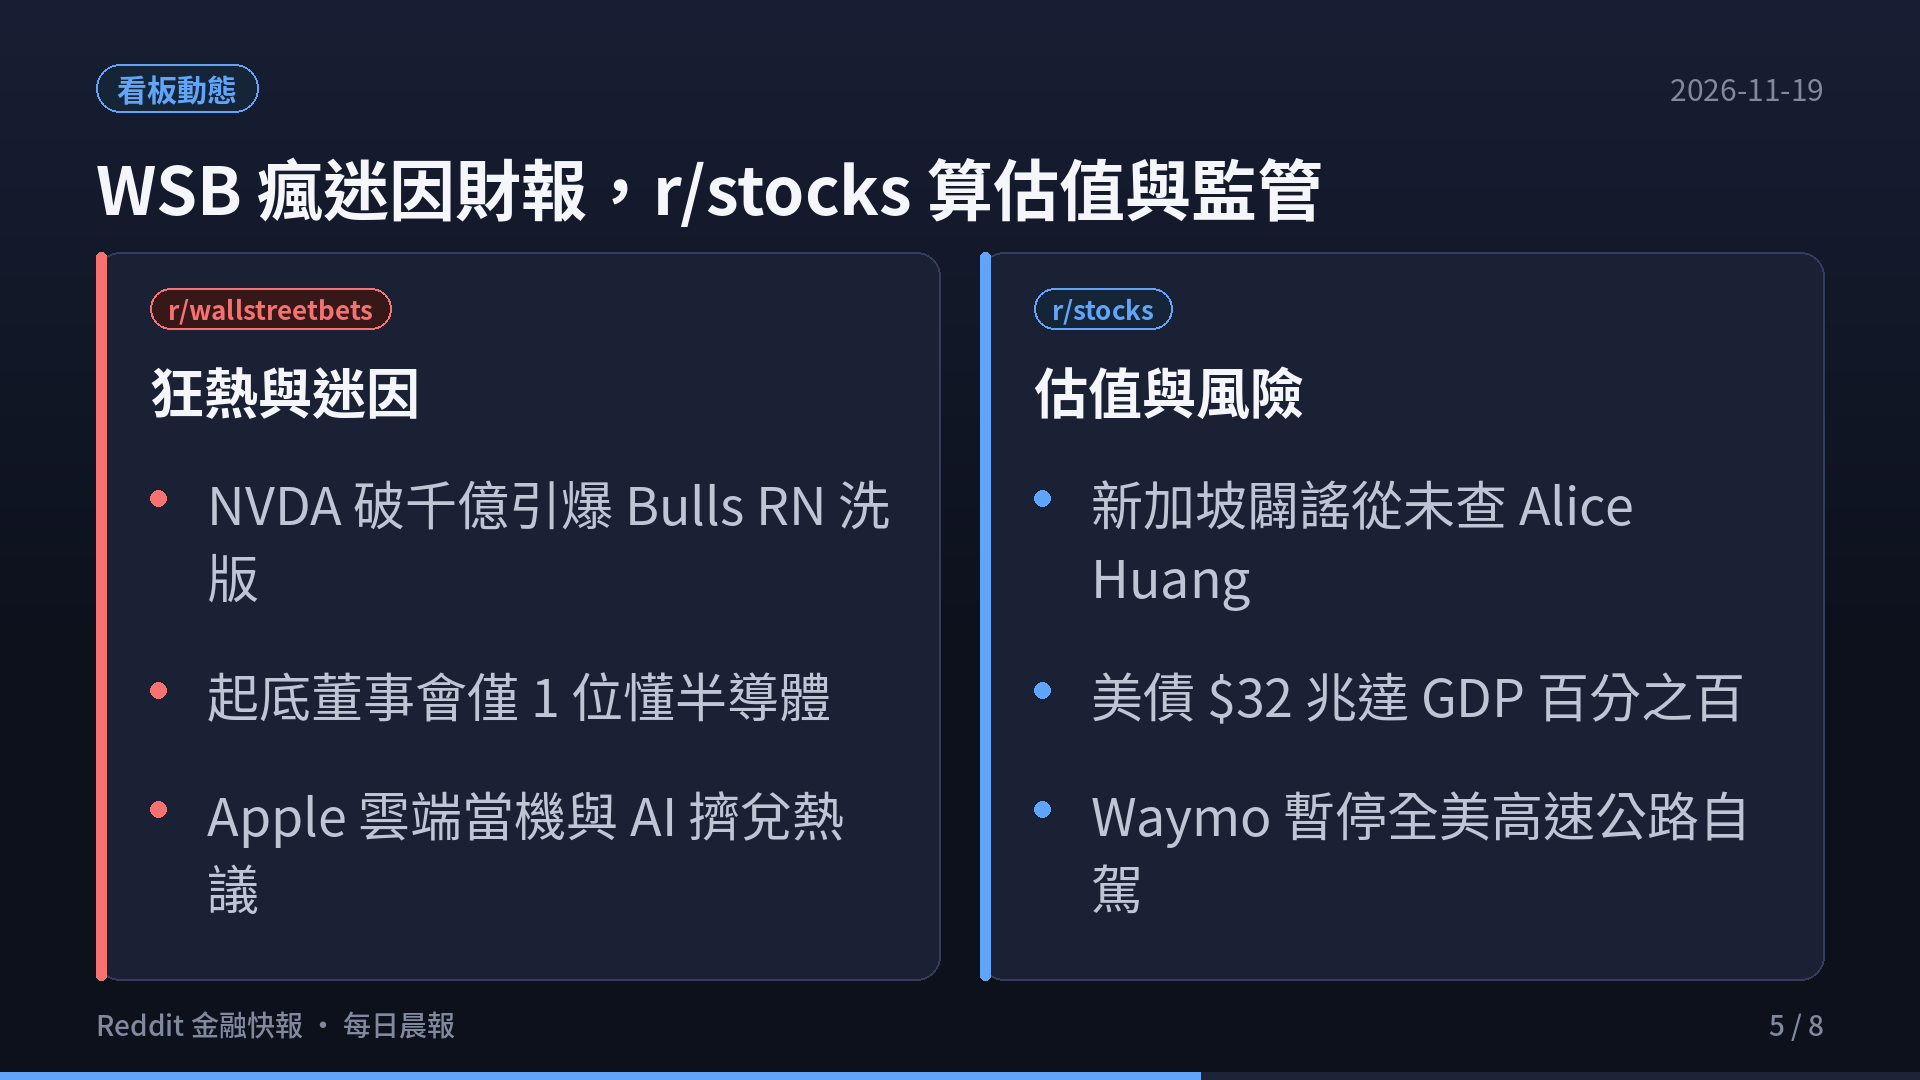 看板動態
2026-11-19
WSB 瘋迷因財報，r/stocks 算估值與監管
r/wallstreetbets
狂熱與迷因
NVDA 破千億引爆 Bulls RN 洗
版
起底董事會僅 1 位懂半導體
Apple 雲端當機與 AI 擠兌熱
議
r/stocks
估值與風險
新加坡闢謠從未查 Alice
Huang
美債 $32 兆達 GDP 百分之百
Waymo 暫停全美高速公路自
駕
Reddit 金融快報 · 每日晨報
5 / 8